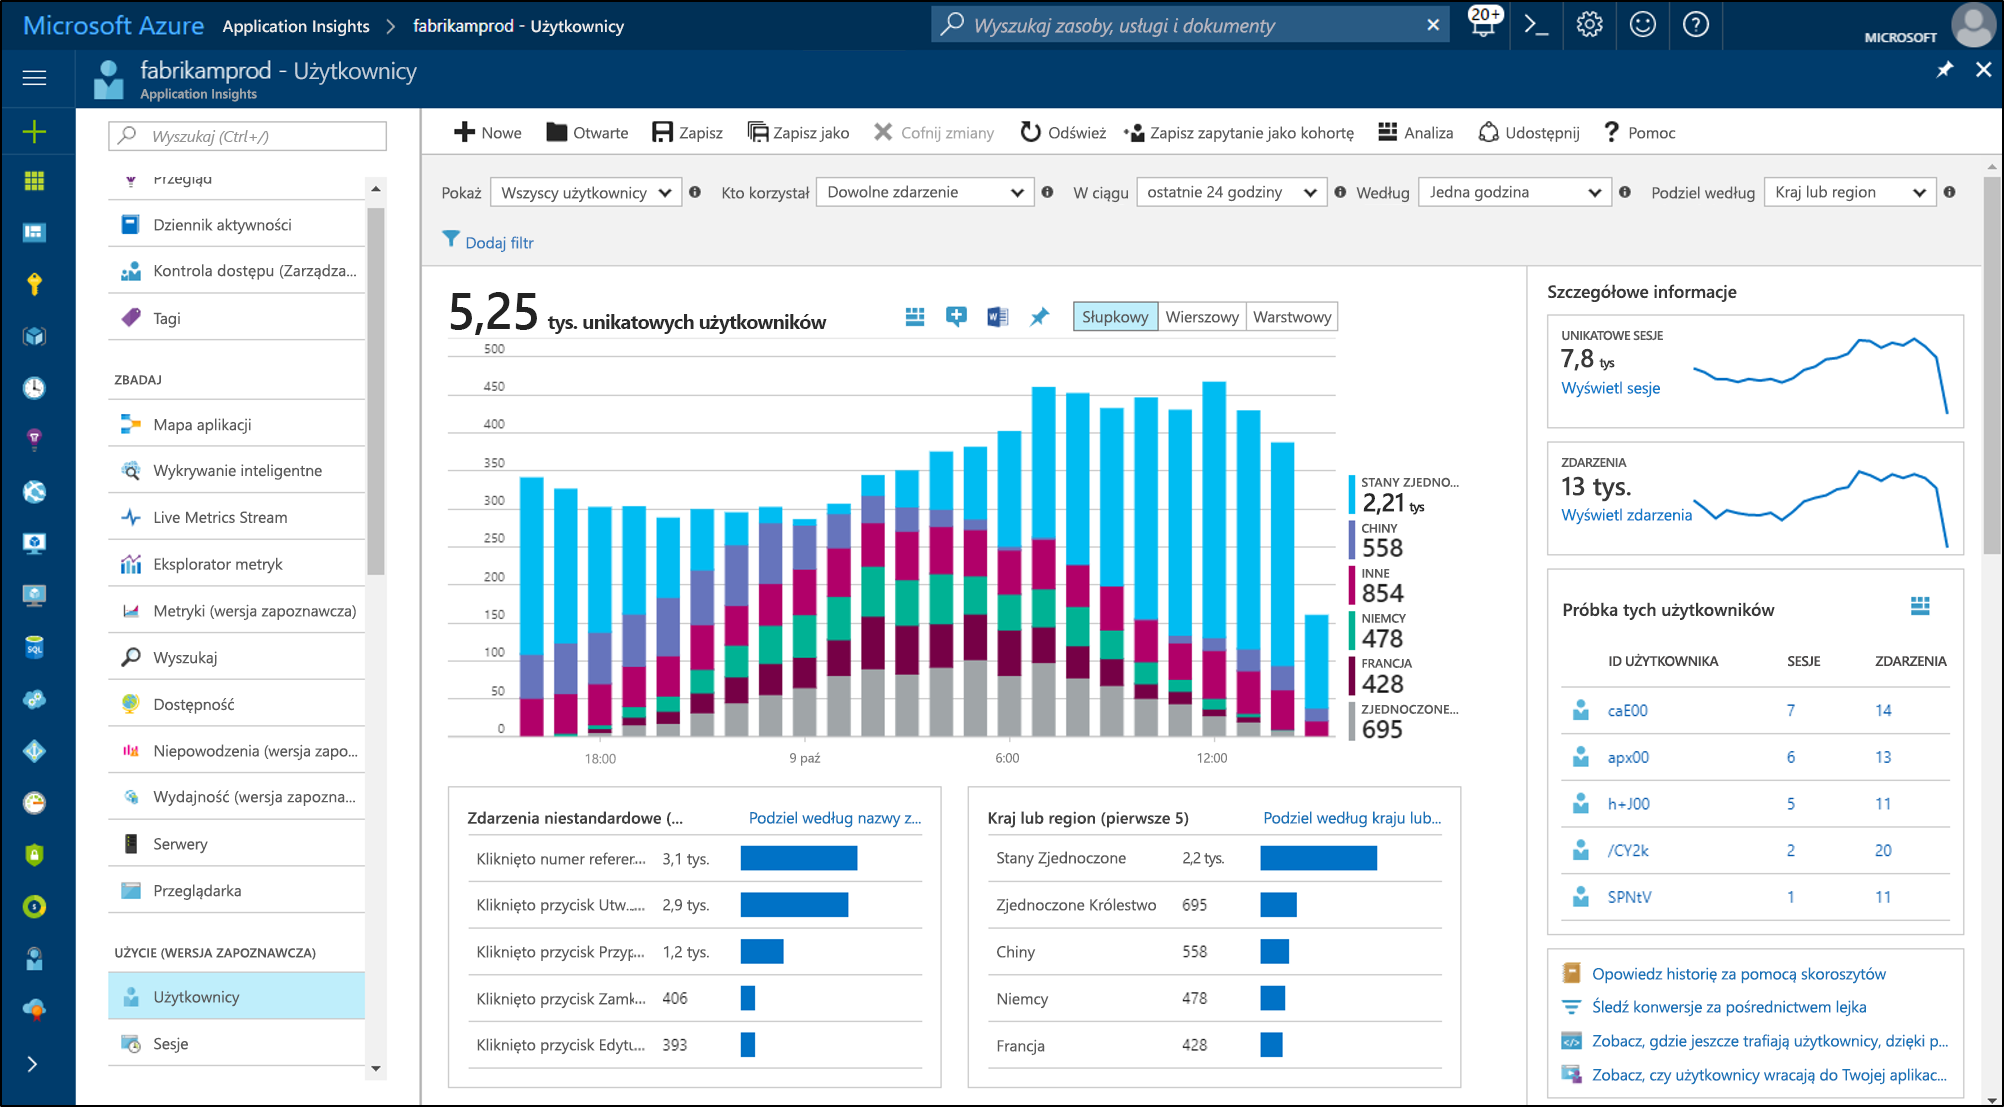 Microsoft Azure Application Insights > fabrikamprod - Użytkownicy
Wyszukaj zasoby, usługi i dokumenty
20+
MICROSOFT
fabrikamprod - Użytkownicy
Application Insights
Wyszukaj (Ctrl+/)
Przegląd
Dziennik aktywności
Kontrola dostępu (Zarządza...
Tagi
ZBADAJ
Mapa aplikacji
Wykrywanie inteligentne
Live Metrics Stream
Eksplorator metryk
Metryki (wersja zapoznawcza)
Wyszukaj
Dostępność
Niepowodzenia (wersja zapo...
Wydajność (wersja zapozna...
Serwery
Przeglądarka
UŻYCIE (WERSJA ZAPOZNAWCZA)
Użytkownicy
Sesje
Nowe Otwarte Zapisz Zapisz jako Cofnij zmiany Odśwież Zapisz zapytanie jako kohortę Analiza Udostępnij Pomoc
Pokaż Wszyscy użytkownicy Kto korzystał Dowolne zdarzenie W ciągu ostatnie 24 godziny Według Jedna godzina Podziel według Kraj lub region
Dodaj filtr
5,25 tys. unikatowych użytkowników
Słupkowy Wierszowy Warstwowy
500
450
400
350
300
250
200
150
100
50
0
18:00 9 paź 6:00 12:00
STANY ZJEDNO...
2,21 tys
CHINY
558
INNE
854
NIEMCY
478
FRANCJA
428
ZJEDNOCZONE...
695
Zdarzenia niestandardowe (... Podziel według nazwy z...
Kliknięto numer referer... 3,1 tys.
Kliknięto przycisk Utw..... 2,9 tys.
Kliknięto przycisk Przyp... 1,2 tys.
Kliknięto przycisk Zamk... 406
Kliknięto przycisk Edytu... 393
Kraj lub region (pierwsze 5) Podziel według kraju lub...
Stany Zjednoczone 2,2 tys.
Zjednoczone Królestwo 695
Chiny 558
Niemcy 478
Francja 428
Szczegółowe informacje
UNIKATOWE SESJE
7,8 tys
Wyświetl sesje
ZDARZENIA
13 tys.
Wyświetl zdarzenia
Próbka tych użytkowników
ID UŻYTKOWNIKA SESJE ZDARZENIA
caE00 7 14
apx00 6 13
h+J00 5 11
/CY2k 2 20
SPNtV 1 11
Opowiedz historię za pomocą skoroszytów
Śledź konwersje za pośrednictwem lejka
Zobacz, gdzie jeszcze trafiają użytkownicy, dzięki p...
Zobacz, czy użytkownicy wracają do Twojej aplikac...